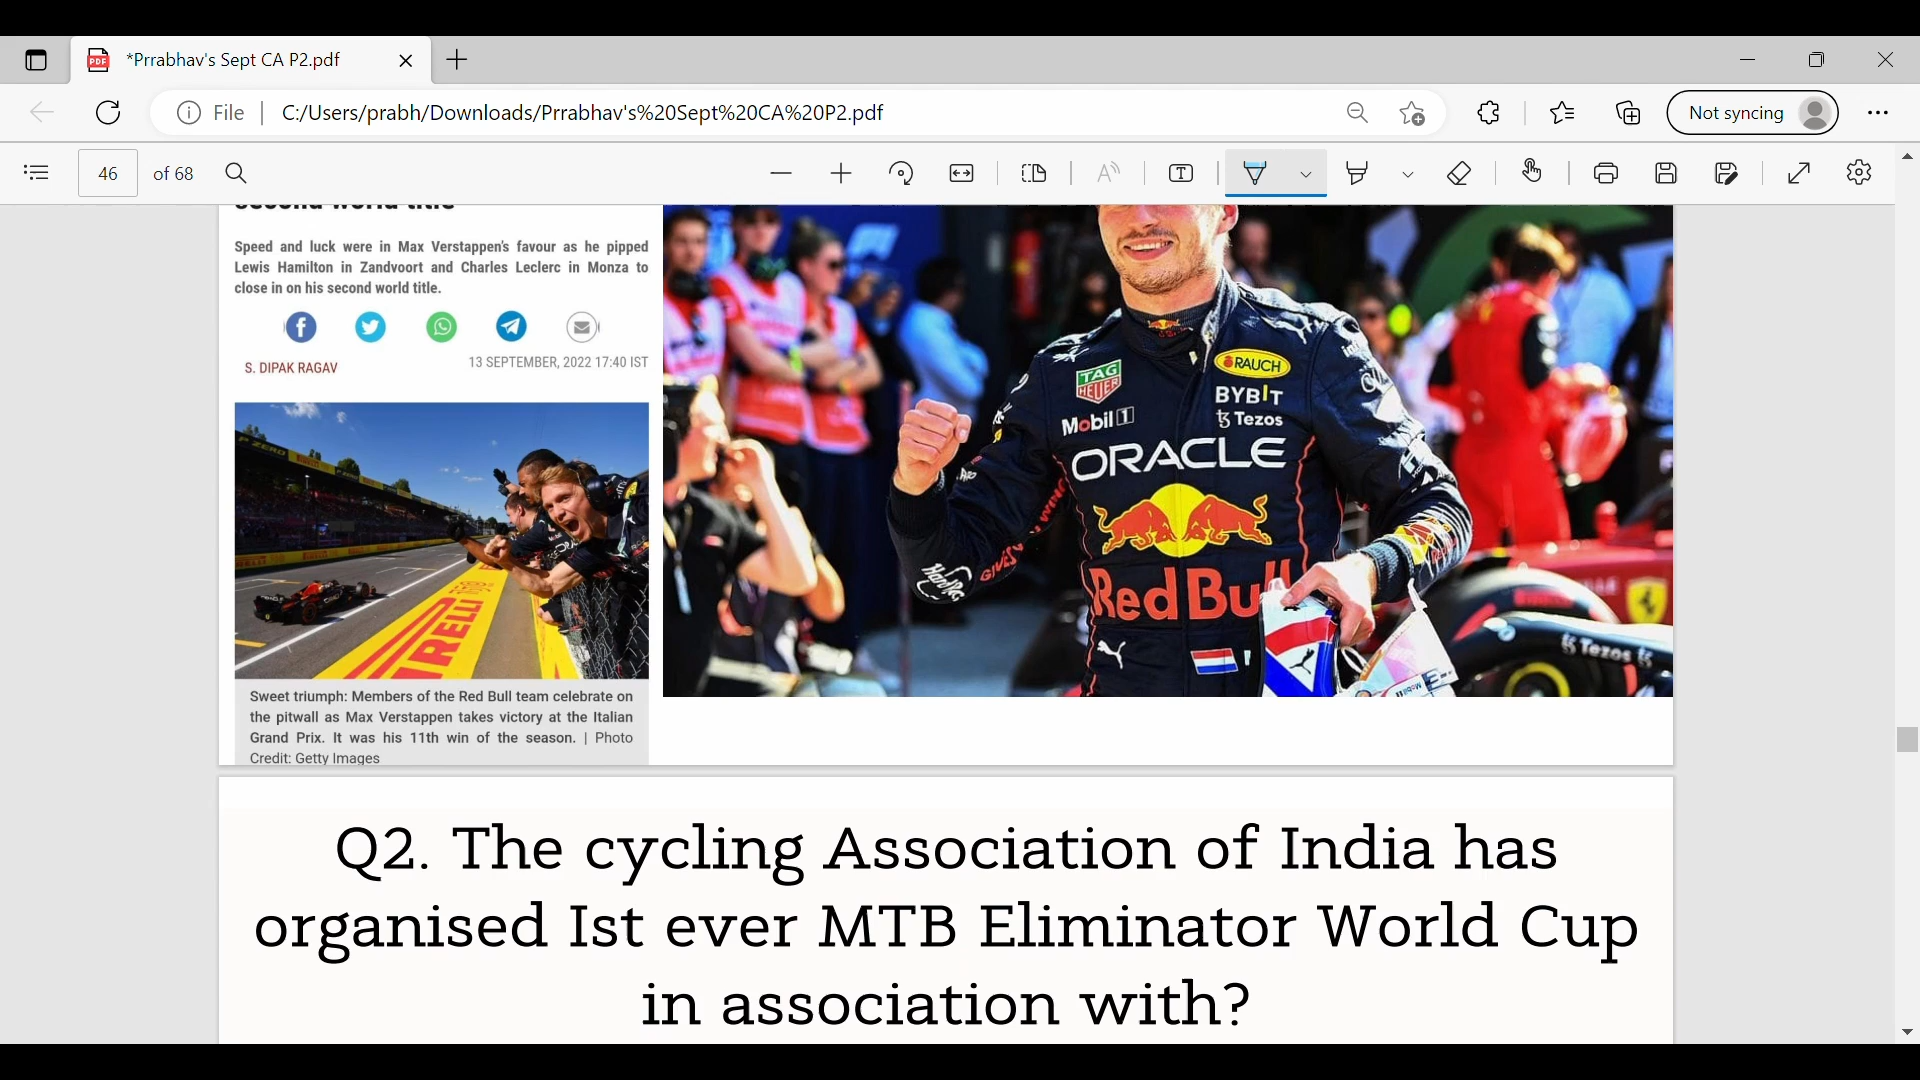 *Prrabhav's Sept CA P2.pdf
File
C:/Users/prabh/Downloads/Prrabhav's%20Sept%20CA%20P2.pdf
Not syncing
46
of 68
second world title
Speed and luck were in Max Verstappen's favour as he pipped
Lewis Hamilton in Zandvoort and Charles Leclerc in Monza to
close in on his second world title.
S. DIPAK RAGAV
13 SEPTEMBER, 2022 17:40 IST
P ZERO
PIRELLI
Sweet triumph: Members of the Red Bull team celebrate on
the pitwall as Max Verstappen takes victory at the Italian
Grand Prix. It was his 11th win of the season. | Photo
Credit: Getty Images
TAG
HEUER
RAUCH
BYBIT
Mobil 1
Tezos
ORACLE
Red Bull
Tezos
Q2. The cycling Association of India has
organised Ist ever MTB Eliminator World Cup
in association with?